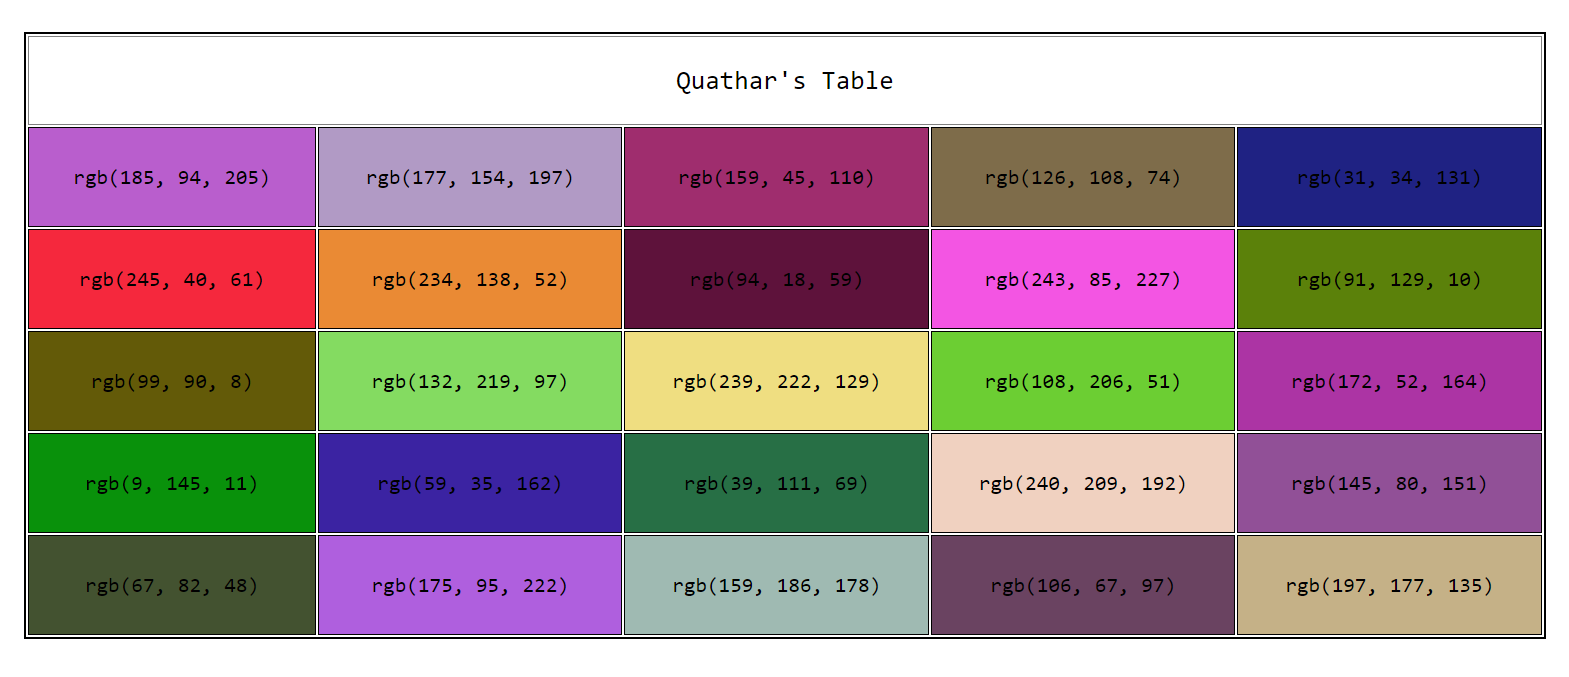 Quathar's Table
rgb(185, 94, 205) rgb(177, 154, 197) rgb(159, 45, 110) rgb(126, 108, 74) rgb(31, 34, 131)
rgb(245, 40, 61) rgb(234, 138, 52) rgb(94, 18, 59) rgb(243, 85, 227) rgb(91, 129, 10)
rgb(99, 90, 8) rgb(132, 219, 97) rgb(239, 222, 129) rgb(108, 206, 51) rgb(172, 52, 164)
rgb(9, 145, 11) rgb(59, 35, 162) rgb(39, 111, 69) rgb(240, 209, 192) rgb(145, 80, 151)
rgb(67, 82, 48) rgb(175, 95, 222) rgb(159, 186, 178) rgb(106, 67, 97) rgb(197, 177, 135)